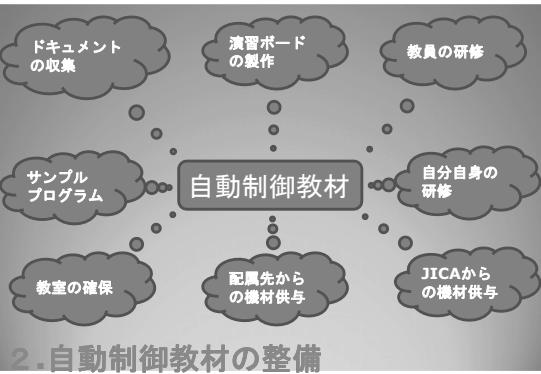 ドキュメント
の収集
演習ボード
の製作
教員の研修
サンプル
プログラム
自動制御教材
自分自身の
研修
教室の確保
配属先から
の機材供与
JICAから
の機材供与
２.自動制御教材の整備